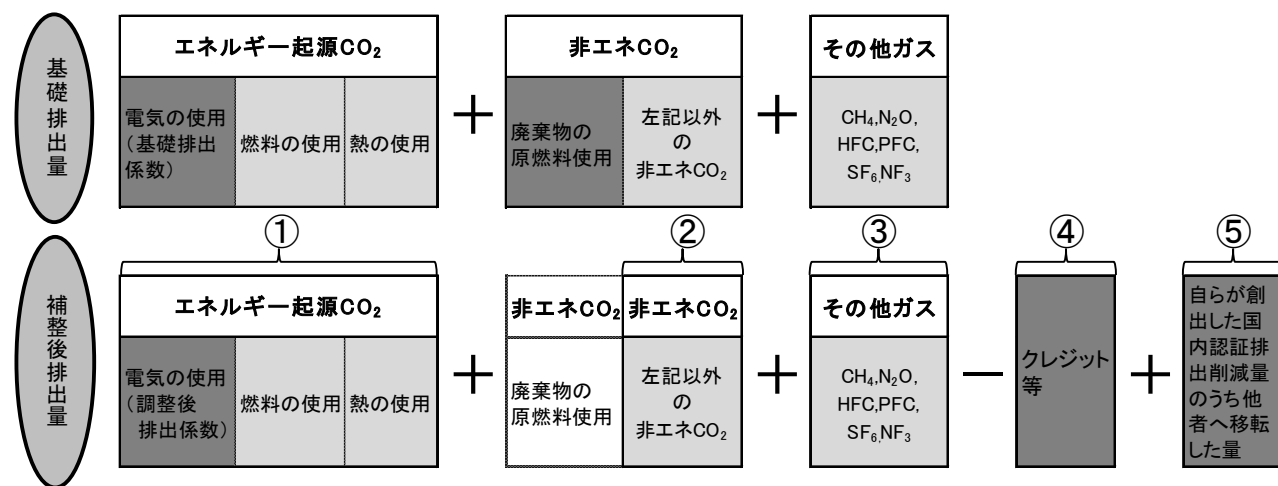 基礎排出量
エネルギー起源CO₂
電気の使用
(基礎排出
係数)
燃料の使用
熱の使用
＋
非エネCO₂
廃棄物の
原燃料使用
左記以外
の
非エネCO₂
＋
その他ガス
CH₄,N₂O,
HFC,PFC,
SF₆,NF₃
補整後排出量
①
エネルギー起源CO₂
電気の使用
(調整後
排出係数)
燃料の使用
熱の使用
＋
非エネCO₂
廃棄物の
原燃料使用
②
非エネCO₂
左記以外
の
非エネCO₂
＋
③
その他ガス
CH₄,N₂O,
HFC,PFC,
SF₆,NF₃
－
④
クレジット
等
＋
⑤
自らが創
出した国
内認証排
出削減量
のうち他
者へ移転
した量